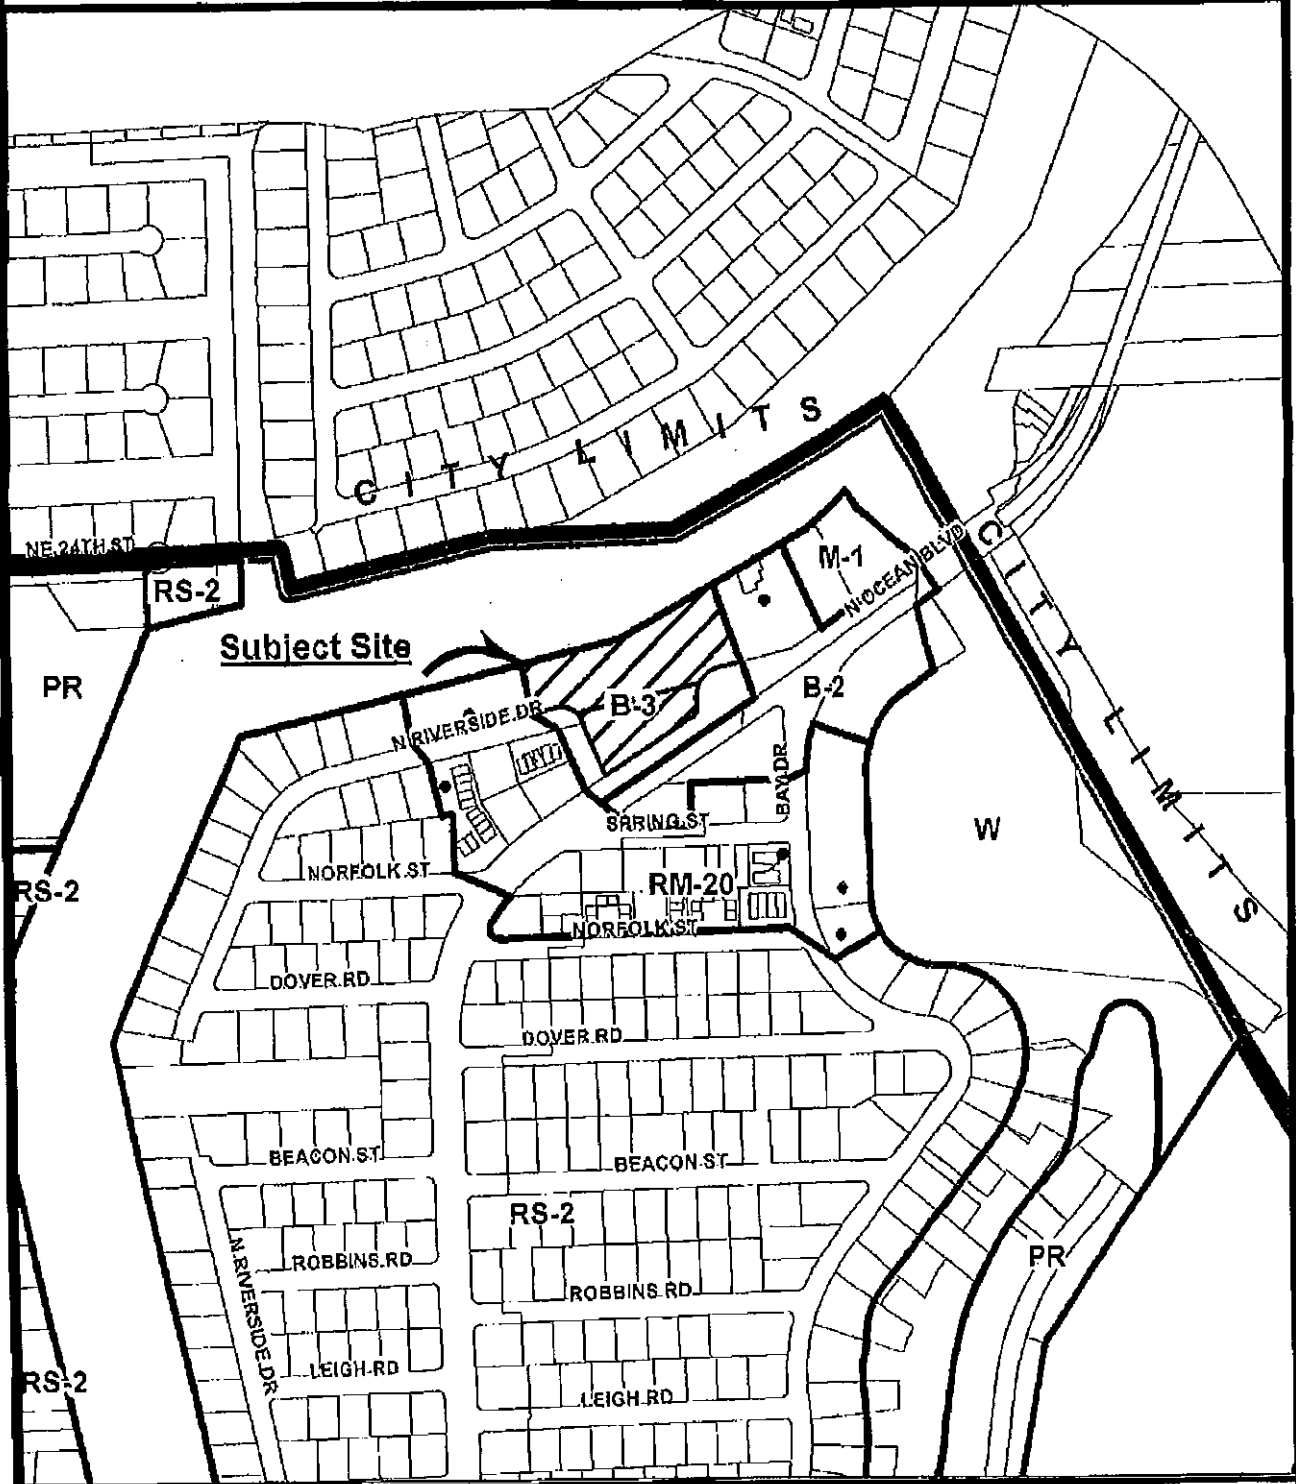 CITY LIMITS
NE 24TH ST
RS-2
M-1
N OCEAN BLVD
CITY LIMITS
Subject Site
PR
B-3
B-2
N RIVERSIDE DR
BAY DR
SPRING ST
W
NORFOLK ST
RM-20
RS-2
NORFOLK ST
DOVER RD
DOVER RD
BEACON ST
BEACON ST
RS-2
PR
N RIVERSIDE DR
ROBBINS RD
ROBBINS RD
LEIGH RD
RS-2
LEIGH RD